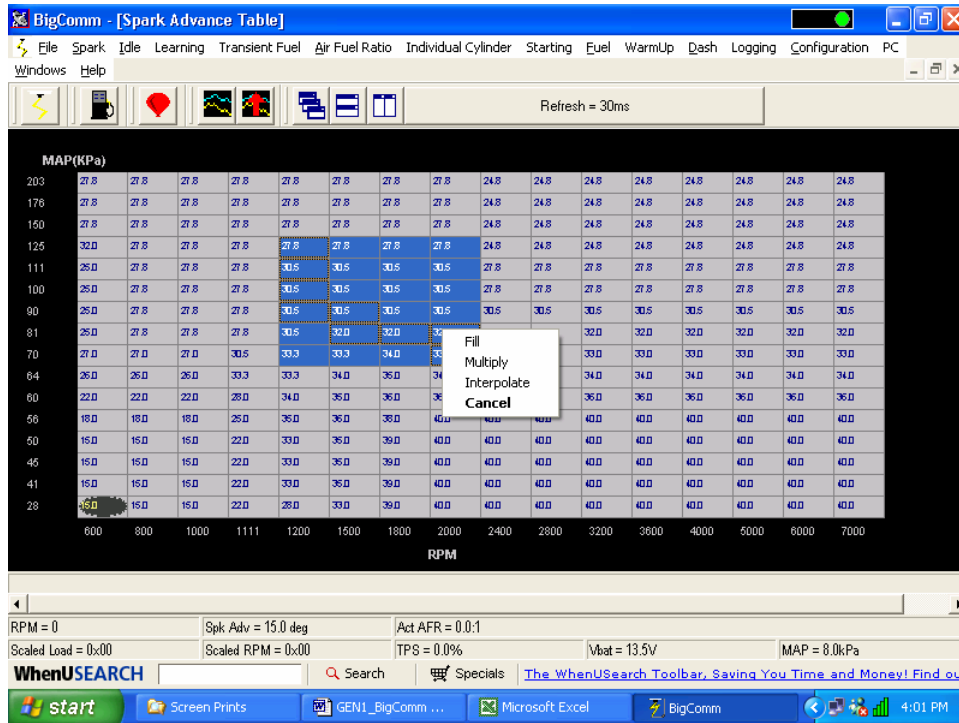 BigComm - [Spark Advance Table]
File Spark Idle Learning Transient Fuel Air Fuel Ratio Individual Cylinder Starting Fuel WarmUp Dash Logging Configuration PC
Windows Help
Refresh = 30ms
MAP(KPa)
203 27.8 27.8 27.8 27.8 27.8 27.8 27.8 27.8 24.8 24.8 24.8 24.8 24.8 24.8 24.8 24.8
176 27.8 27.8 27.8 27.8 27.8 27.8 27.8 27.8 24.8 24.8 24.8 24.8 24.8 24.8 24.8 24.8
150 27.8 27.8 27.8 27.8 27.8 27.8 27.8 27.8 24.8 24.8 24.8 24.8 24.8 24.8 24.8 24.8
125 32.0 27.8 27.8 27.8 27.8 27.8 27.8 27.8 24.8 24.8 24.8 24.8 24.8 24.8 24.8 24.8
111 25.0 27.8 27.8 27.8 30.5 30.5 30.5 30.5 27.8 27.8 27.8 27.8 27.8 27.8 27.8 27.8
100 25.0 27.8 27.8 27.8 30.5 30.5 30.5 30.5 27.8 27.8 27.8 27.8 27.8 27.8 27.8 27.8
90 25.0 27.8 27.8 27.8 30.5 30.5 30.5 30.5 30.5 30.5 30.5 30.5 30.5 30.5 30.5 30.5
81 25.0 27.8 27.8 27.8 30.5 32.0 32.0 32.0 32.0 32.0 32.0 32.0 32.0
70 27.0 27.0 27.0 30.5 33.3 33.3 34.0 33.0 33.0 33.0 33.0 33.0 33.0
64 26.0 26.0 26.0 33.3 33.3 34.0 35.0 34.0 34.0 34.0 34.0 34.0 34.0
60 22.0 22.0 22.0 28.0 34.0 35.0 36.0 36.0 36.0 36.0 36.0 36.0 36.0
56 18.0 18.0 18.0 25.0 35.0 36.0 38.0 40.0 40.0 40.0 40.0 40.0 40.0 40.0 40.0 40.0
50 15.0 15.0 15.0 22.0 33.0 35.0 39.0 40.0 40.0 40.0 40.0 40.0 40.0 40.0 40.0 40.0
45 15.0 15.0 15.0 22.0 33.0 35.0 39.0 40.0 40.0 40.0 40.0 40.0 40.0 40.0 40.0 40.0
41 15.0 15.0 15.0 22.0 33.0 35.0 39.0 40.0 40.0 40.0 40.0 40.0 40.0 40.0 40.0 40.0
28 15.0 15.0 15.0 22.0 28.0 33.0 39.0 40.0 40.0 40.0 40.0 40.0 40.0 40.0 40.0 40.0
600 800 1000 1111 1200 1500 1800 2000 2400 2800 3200 3600 4000 5000 6000 7000
RPM
Fill
Multiply
Interpolate
Cancel
RPM = 0 Spk Adv = 15.0 deg Act AFR = 0.0:1
Scaled Load = 0x00 Scaled RPM = 0x00 TPS = 0.0% Vbat = 13.5V MAP = 8.0kPa
WhenUSEARCH Search Specials The WhenUSearch Toolbar, Saving You Time and Money! Find
start Screen Prints GEN1_BigComm ... Microsoft Excel BigComm 4:01 PM